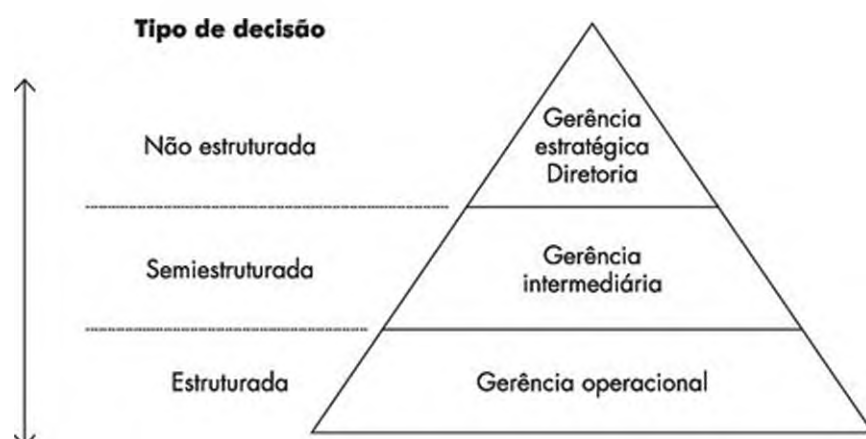 Tipo de decisão
Não estruturada
Gerência
estratégica
Diretoria
Semiestruturada
Gerência
intermediária
Estruturada
Gerência operacional